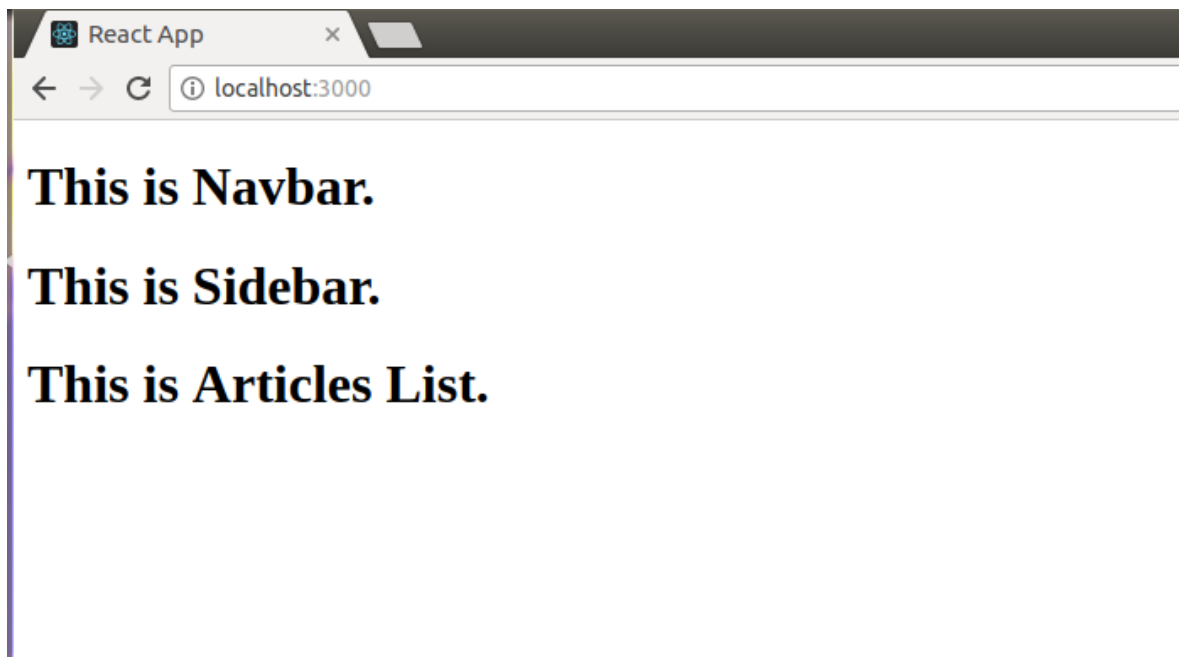 React App
localhost:3000
This is Navbar.
This is Sidebar.
This is Articles List.